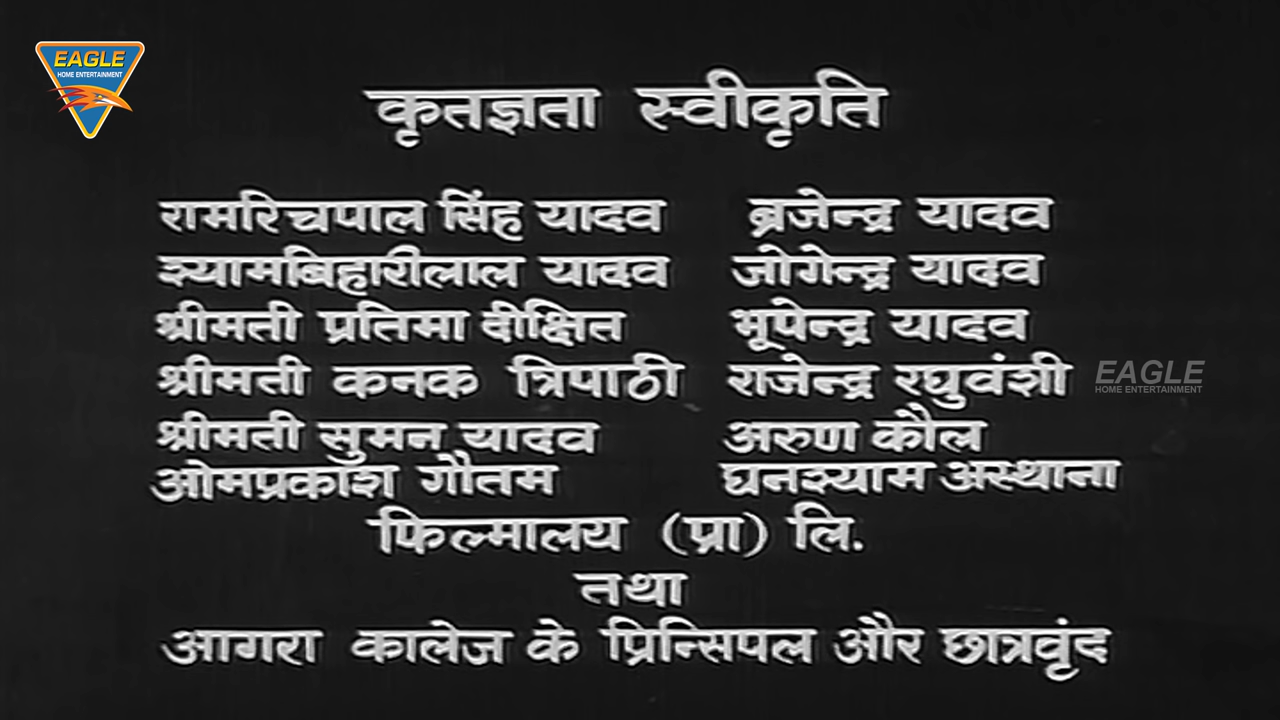 EAGLE
HOME ENTERTAINMENT
कृतज्ञता स्वीकृति
रामरिचपाल सिंह यादव ब्रजेन्द्र यादव
श्यामबिहारीलाल यादव जोगेन्द्र यादव
श्रीमती प्रतिमा दीक्षित भूपेन्द्र यादव
श्रीमती कनक त्रिपाठी राजेन्द्र रघुवंशी
EAGLE
HOME ENTERTAINMENT
श्रीमती सुमन यादव अरुण कौल
ओमप्रकाश गौतम घनश्याम अस्थाना
फिल्मालय (प्रा) लि.
तथा
आगरा कालेज के प्रिन्सिपल और छात्रवृंद